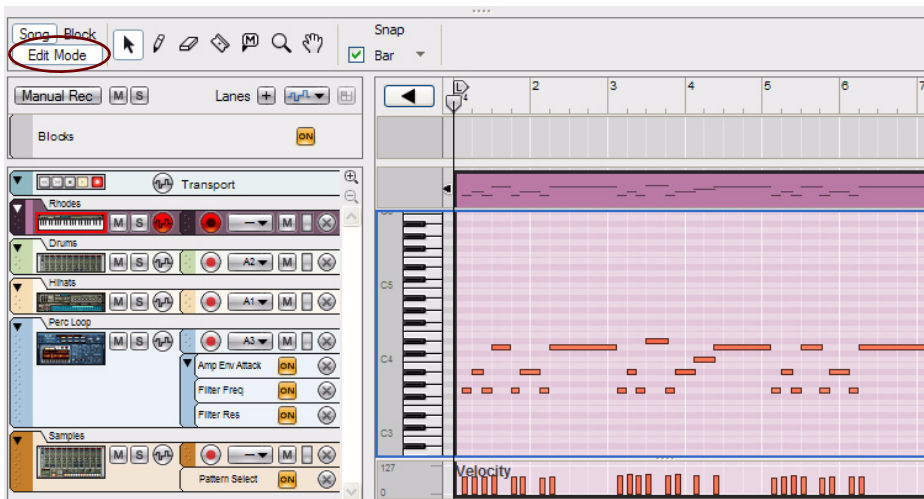 Song Block
Edit Mode
Snap
Bar
Manual Rec M S Lanes
Blocks ON
L 2 3 4 5 6 7
4
Transport
Rhodes
M S M
Drums
M S A2 M
Hihats
M S A1 M
Perc Loop
M S A3 M
Amp Env Attack ON
Filter Freq ON
Filter Res ON
Samples
M S M
Pattern Select ON
C5
C4
C3
127 Velocity
0